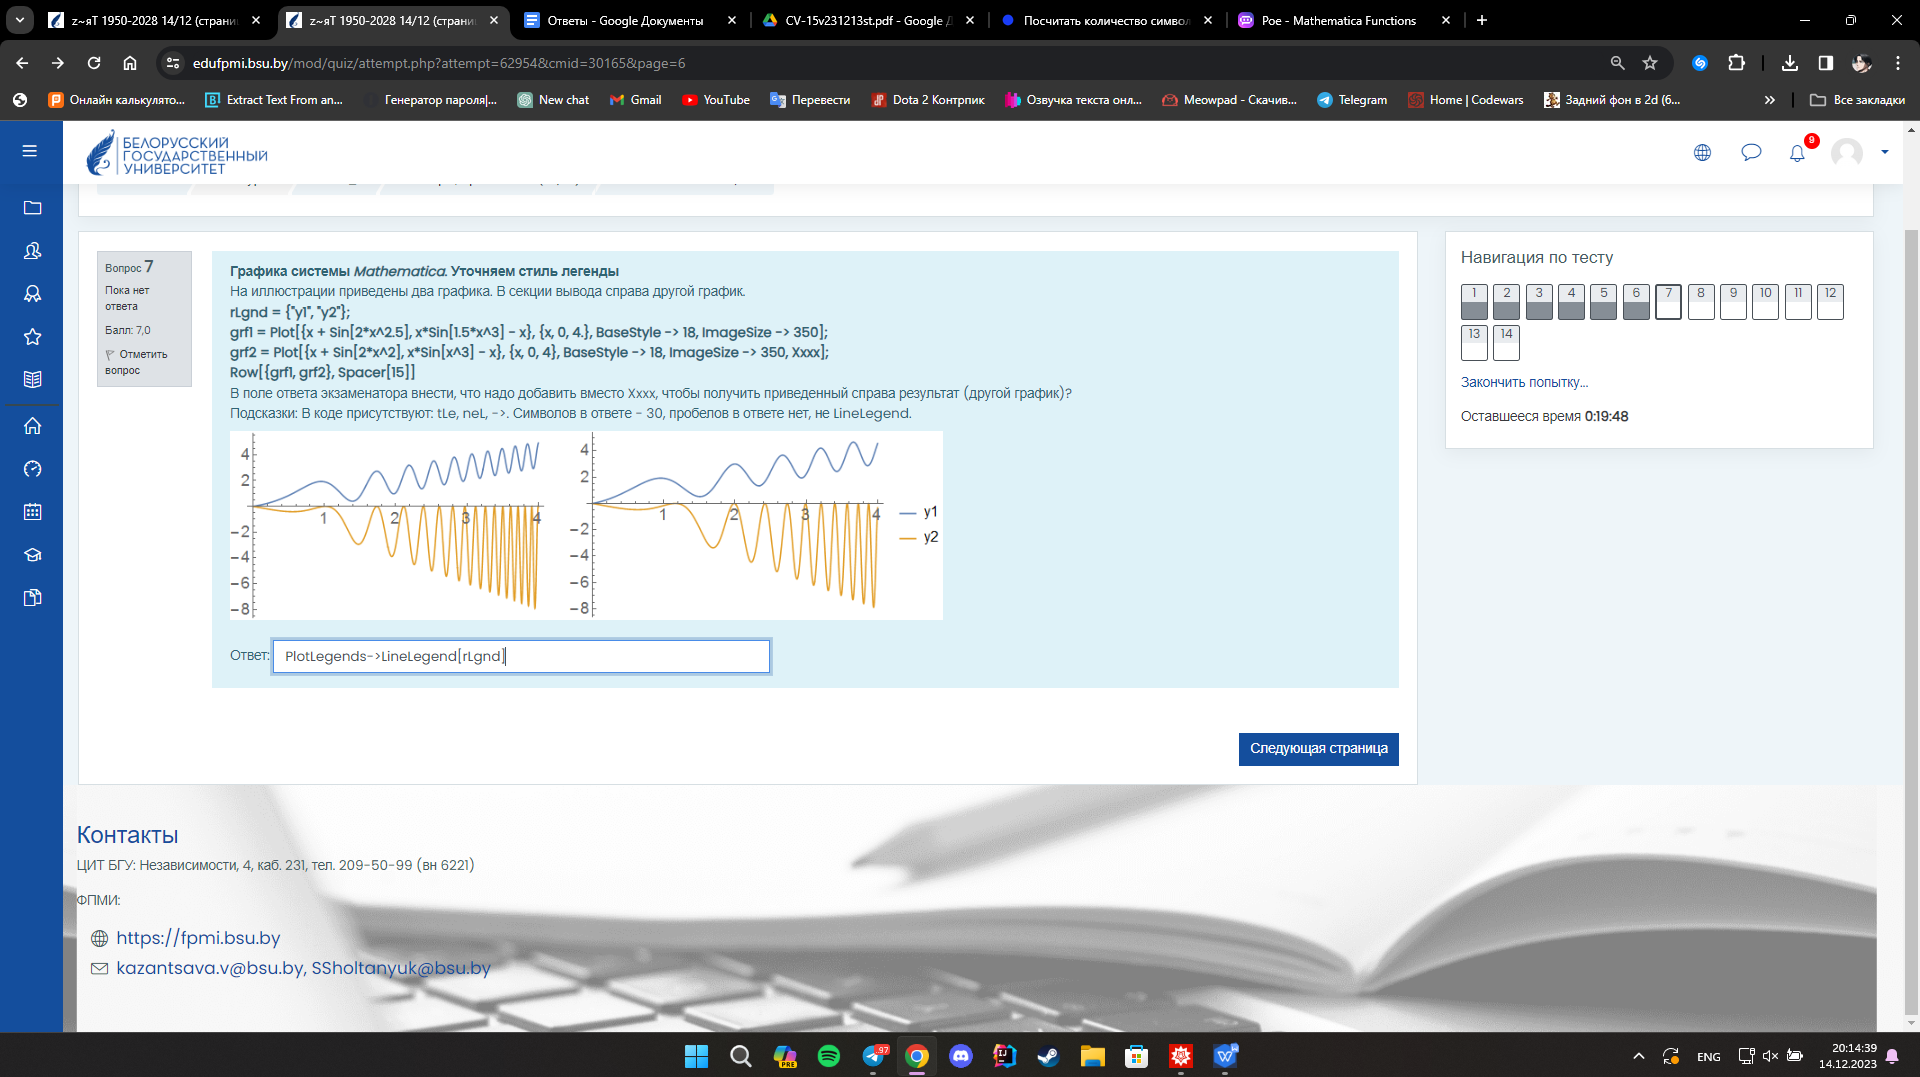 z~яТ 1950-2028 14/12 (страни
z~яТ 1950-2028 14/12 (страни
Ответы - Google Документы
CV-15v231213st.pdf - Google Д
Посчитать количество символ
Poe - Mathematica Functions
edufpmi.bsu.by/mod/quiz/attempt.php?attempt=62954&cmid=30165&page=6
Онлайн калькулято...
Extract Text From an...
Генератор пароля|...
New chat
Gmail
YouTube
Перевести
Dota 2 Контрпик
Озвучка текста онл...
Meowpad - Скачив...
Telegram
Home | Codewars
Задний фон в 2d (6...
Все закладки
БЕЛОРУССКИЙ
ГОСУДАРСТВЕННЫЙ
УНИВЕРСИТЕТ
9
Вопрос 7
Пока нет
ответа
Балл: 7,0
Отметить
вопрос
Графика системы Mathematica. Уточняем стиль легенды
На иллюстрации приведены два графика. В секции вывода справа другой график.
rLgnd = {"y1", "y2"};
grf1 = Plot[{x + Sin[2*x^2.5], x*Sin[1.5*x^3] - x}, {x, 0, 4.}, BaseStyle -> 18, ImageSize -> 350];
grf2 = Plot[{x + Sin[2*x^2], x*Sin[x^3] - x}, {x, 0, 4}, BaseStyle -> 18, ImageSize -> 350, Xxxx];
Row[{grf1, grf2}, Spacer[15]]
В поле ответа экзаменатора внести, что надо добавить вместо Xxxx, чтобы получить приведенный справа результат (другой график)?
Подсказки: В коде присутствуют: tLe, neL, ->. Символов в ответе - 30, пробелов в ответе нет, не LineLegend.
4
2
-2
-4
-6
-8
1
2
3
4
4
2
-2
-4
-6
-8
1
2
3
4
y1
y2
Ответ:
PlotLegends->LineLegend[rLgnd]
Следующая страница
Навигация по тесту
1 2 3 4 5 6 7 8 9 10 11 12
13 14
Закончить попытку...
Оставшееся время 0:19:48
Контакты
ЦИТ БГУ: Независимости, 4, каб. 231, тел. 209-50-99 (вн 6221)
ФПМИ:
https://fpmi.bsu.by
kazantsava.v@bsu.by, SSholtanyuk@bsu.by
PRE
97
ENG
20:14:39
14.12.2023